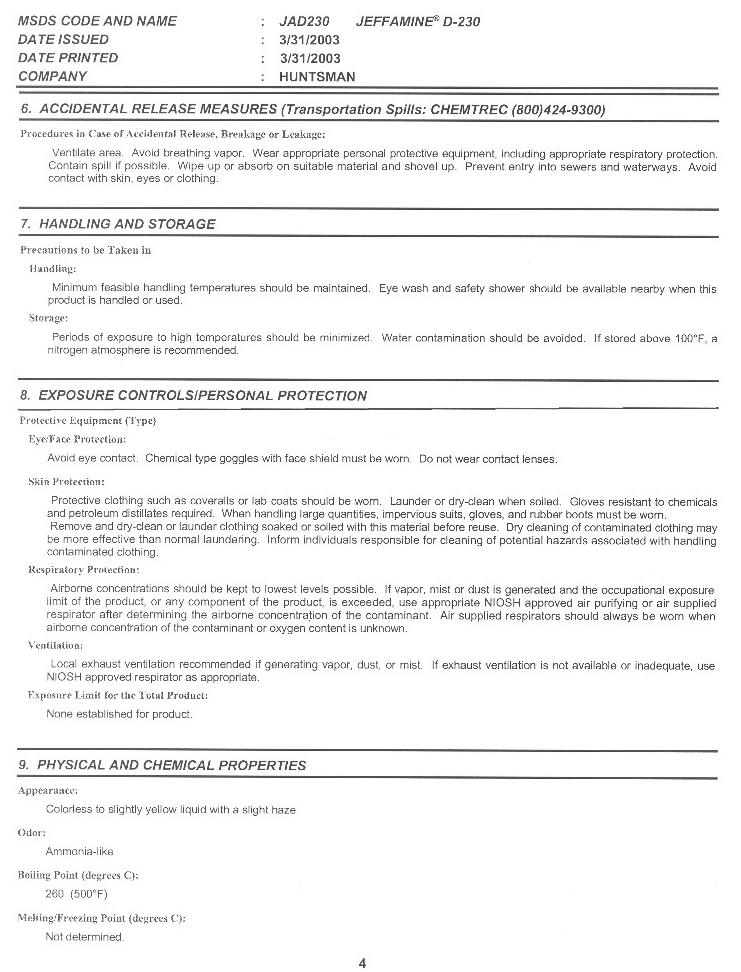 MSDS CODE AND NAME : JAD230 JEFFAMINE® D-230
DATE ISSUED : 3/31/2003
DATE PRINTED : 3/31/2003
COMPANY : HUNTSMAN
6. ACCIDENTAL RELEASE MEASURES (Transportation Spills: CHEMTREC (800)424-9300)
Procedures in Case of Accidental Release, Breakage or Leakage:
Ventilate area. Avoid breathing vapor. Wear appropriate personal protective equipment, including appropriate respiratory protection.
Contain spill if possible. Wipe up or absorb on suitable material and shovel up. Prevent entry into sewers and waterways. Avoid
contact with skin, eyes or clothing.
7. HANDLING AND STORAGE
Precautions to be Taken in
Handling:
Minimum feasible handling temperatures should be maintained. Eye wash and safety shower should be available nearby when this
product is handled or used.
Storage:
Periods of exposure to high temperatures should be minimized. Water contamination should be avoided. If stored above 100°F, a
nitrogen atmosphere is recommended.
8. EXPOSURE CONTROLS/PERSONAL PROTECTION
Protective Equipment (Type)
Eye/Face Protection:
Avoid eye contact. Chemical type goggles with face shield must be worn. Do not wear contact lenses.
Skin Protection:
Protective clothing such as coveralls or lab coats should be worn. Launder or dry-clean when soiled. Gloves resistant to chemicals
and petroleum distillates required. When handling large quantities, impervious suits, gloves, and rubber boots must be worn.
Remove and dry-clean or launder clothing soaked or soiled with this material before reuse. Dry cleaning of contaminated clothing may
be more effective than normal laundering. Inform individuals responsible for cleaning of potential hazards associated with handling
contaminated clothing.
Respiratory Protection:
Airborne concentrations should be kept to lowest levels possible. If vapor, mist or dust is generated and the occupational exposure
limit of the product, or any component of the product, is exceeded, use appropriate NIOSH approved air purifying or air supplied
respirator after determining the airborne concentration of the contaminant. Air supplied respirators should always be worn when
airborne concentration of the contaminant or oxygen content is unknown.
Ventilation:
Local exhaust ventilation recommended if generating vapor, dust, or mist. If exhaust ventilation is not available or inadequate, use
NIOSH approved respirator as appropriate.
Exposure Limit for the Total Product:
None established for product.
9. PHYSICAL AND CHEMICAL PROPERTIES
Appearance:
Colorless to slightly yellow liquid with a slight haze
Odor:
Ammonia-like
Boiling Point (degrees C):
260 (500°F)
Melting/Freezing Point (degrees C):
Not determined.
4